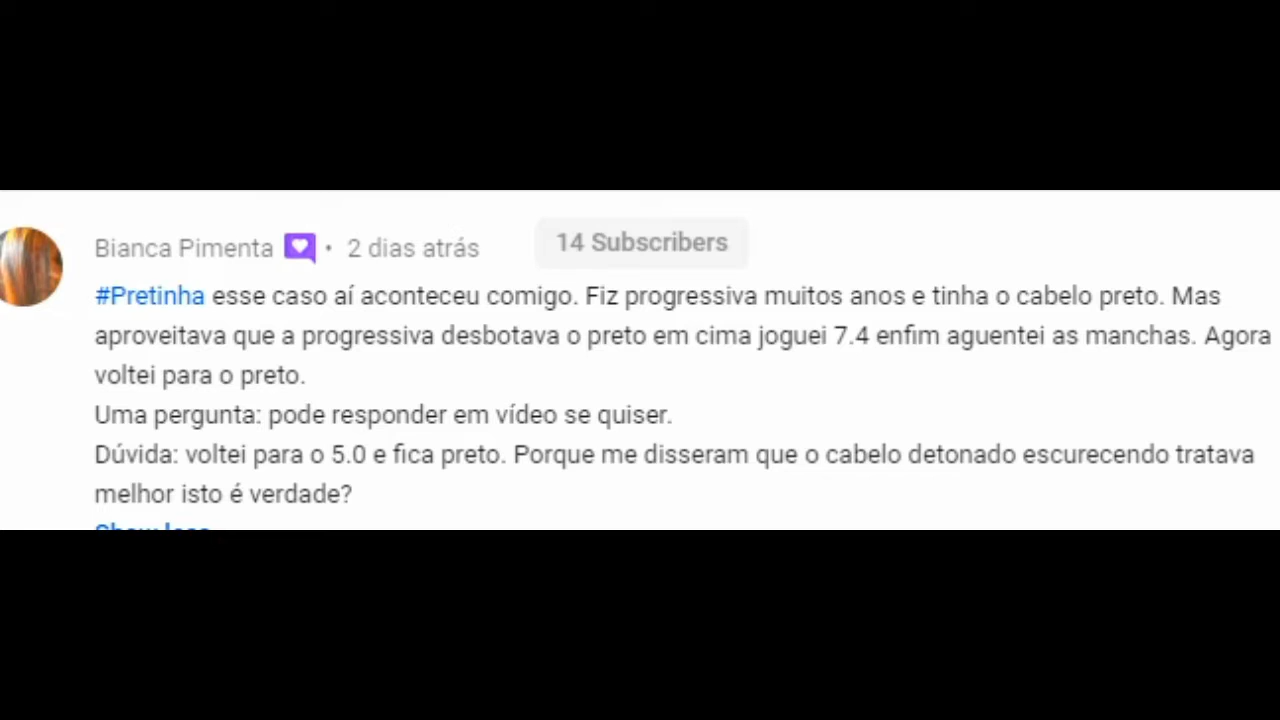 Bianca Pimenta • 2 dias atrás 14 Subscribers
#Pretinha esse caso aí aconteceu comigo. Fiz progressiva muitos anos e tinha o cabelo preto. Mas
aproveitava que a progressiva desbotava o preto em cima joguei 7.4 enfim aguentei as manchas. Agora
voltei para o preto.
Uma pergunta: pode responder em vídeo se quiser.
Dúvida: voltei para o 5.0 e fica preto. Porque me disseram que o cabelo detonado escurecendo tratava
melhor isto é verdade?
Show less